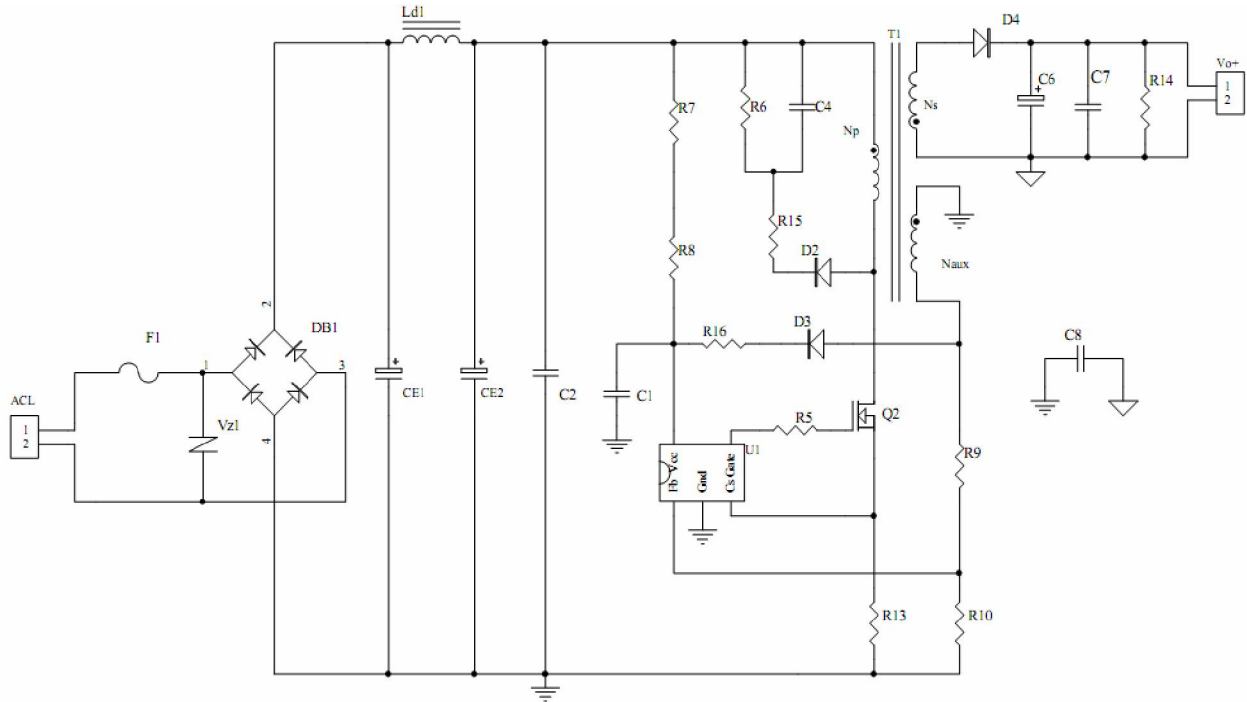 Ld1
D4
T1
Vo+
C6
C7
R14
1
2
R7
R6
C4
Np
Ns
R15
R8
D2
Naux
2
F1
DB1
R16
D3
C8
1
3
ACL
CE1
CE2
C2
C1
Q2
1
2
Vz1
4
R5
U1
Fb Vcc
Gnd
Cs Gate
R9
R13
R10